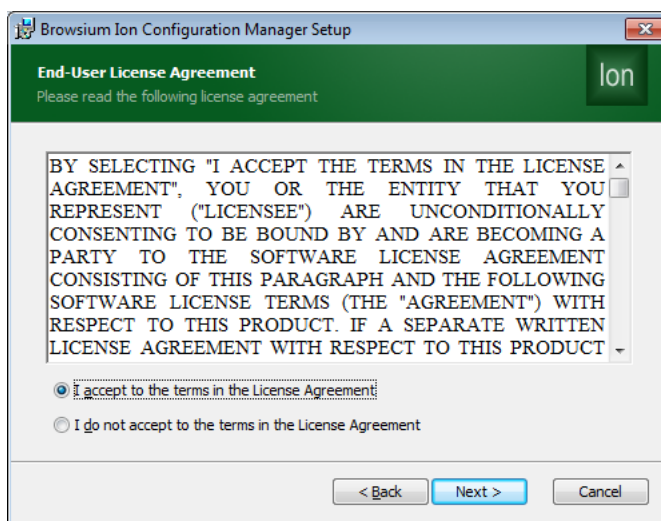 Browsium Ion Configuration Manager Setup
End-User License Agreement
Please read the following license agreement
Ion
BY SELECTING "I ACCEPT THE TERMS IN THE LICENSE
AGREEMENT", YOU OR THE ENTITY THAT YOU
REPRESENT ("LICENSEE") ARE UNCONDITIONALLY
CONSENTING TO BE BOUND BY AND ARE BECOMING A
PARTY TO THE SOFTWARE LICENSE AGREEMENT
CONSISTING OF THIS PARAGRAPH AND THE FOLLOWING
SOFTWARE LICENSE TERMS (THE "AGREEMENT") WITH
RESPECT TO THIS PRODUCT. IF A SEPARATE WRITTEN
LICENSE AGREEMENT WITH RESPECT TO THIS PRODUCT
I accept to the terms in the License Agreement
I do not accept to the terms in the License Agreement
< Back Next > Cancel